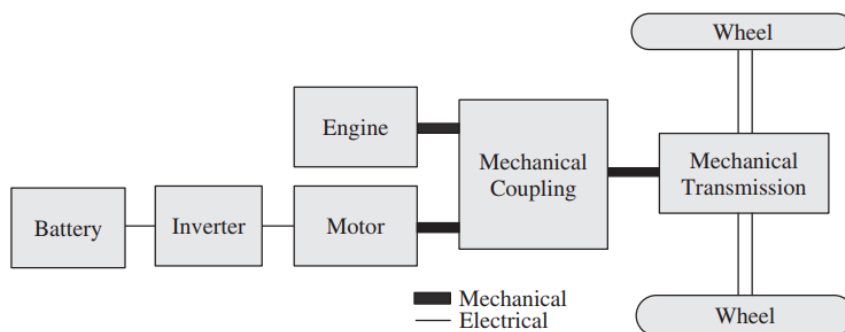 Wheel
Engine
Mechanical
Coupling
Mechanical
Transmission
Battery
Inverter
Motor
Mechanical
Electrical
Wheel